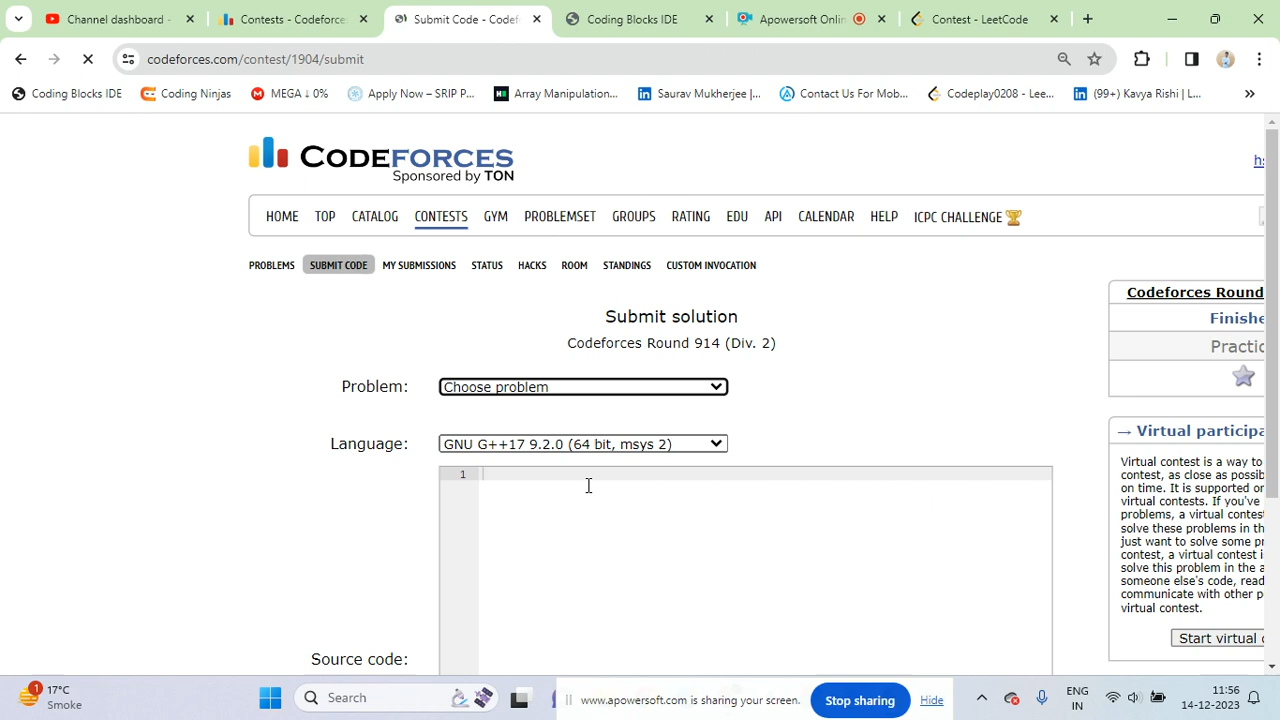 Channel dashboard -
Contests - Codeforces
Submit Code - Codef
Coding Blocks IDE
Apowersoft Onli
Contest - LeetCode
codeforces.com/contest/1904/submit
Coding Blocks IDE
Coding Ninjas
MEGA ↓ 0%
Apply Now – SRIP P...
Array Manipulation...
Saurav Mukherjee |...
Contact Us For Mob...
Codeplay0208 - Lee...
(99+) Kavya Rishi | L...
CODEFORCES
Sponsored by TON
HOME TOP CATALOG CONTESTS GYM PROBLEMSET GROUPS RATING EDU API CALENDAR HELP ICPC CHALLENGE
PROBLEMS SUBMIT CODE MY SUBMISSIONS STATUS HACKS ROOM STANDINGS CUSTOM INVOCATION
Submit solution
Codeforces Round 914 (Div. 2)
Problem: Choose problem
Language: GNU G++17 9.2.0 (64 bit, msys 2)
1
Source code:
Codeforces Round
Finishe
Practic
→ Virtual participa
Virtual contest is a way to
contest, as close as possib
on time. It is supported on
virtual contests. If you've
problems, a virtual contest
solve these problems in th
just want to solve some pr
contest, a virtual contest i
solve this problem in the a
someone else's code, read
communicate with other p
virtual contest.
Start virtual c
1
17°C
Smoke
Search
www.apowersoft.com is sharing your screen.
Stop sharing
Hide
ENG
IN
11:56
14-12-2023